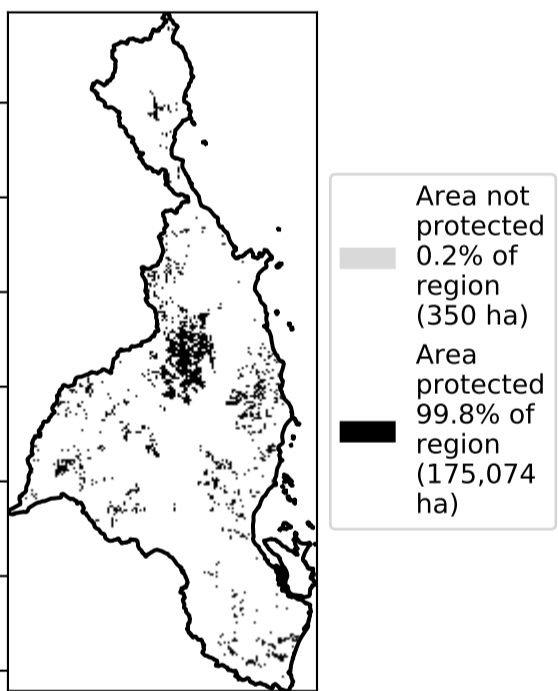 Area not
protected
0.2% of
region
(350 ha)
Area
protected
99.8% of
region
(175,074
ha)